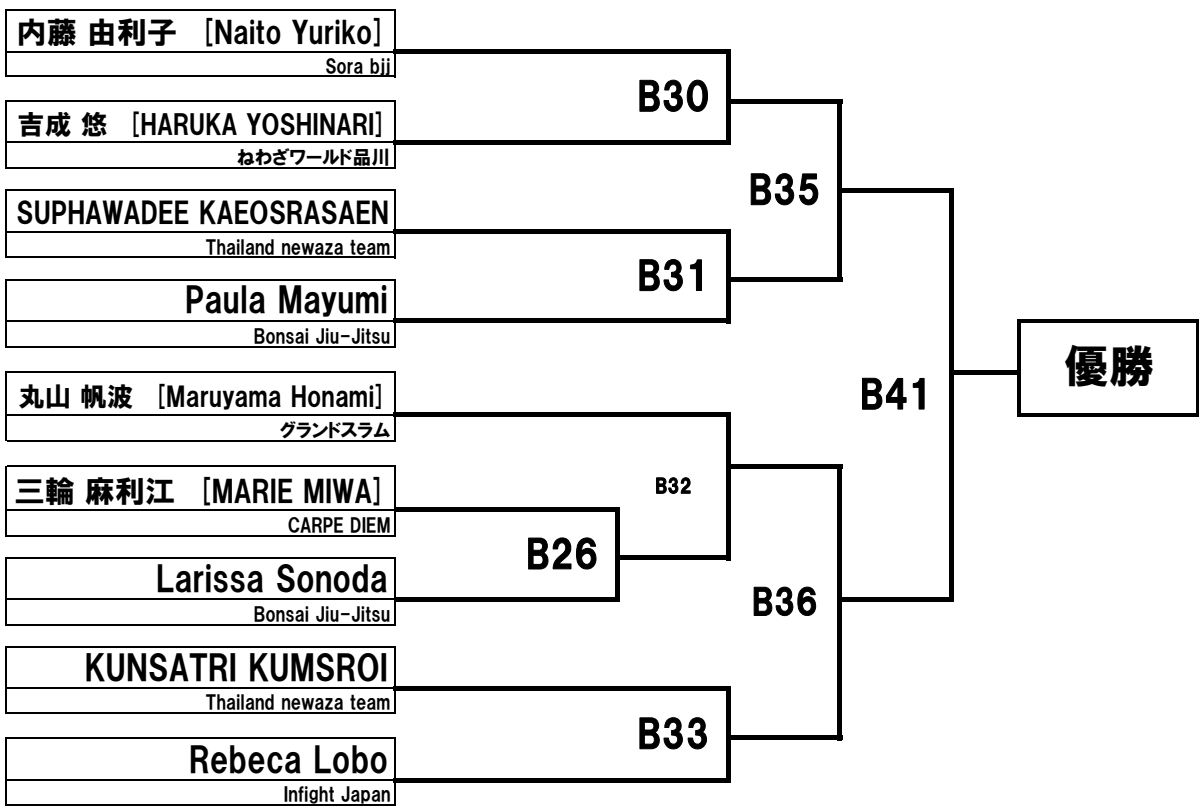 内藤 由利子　[Naito Yuriko]
Sora bjj
B30
吉成 悠　[HARUKA YOSHINARI]
ねわざワールド品川
B35
SUPHAWADEE KAEOSRASAEN
Thailand newaza team
B31
Paula Mayumi
Bonsai Jiu-Jitsu
優勝
B41
丸山 帆波　[Maruyama Honami]
グランドスラム
B32
三輪 麻利江　[MARIE MIWA]
CARPE DIEM
B26
Larissa Sonoda
Bonsai Jiu-Jitsu
B36
KUNSATRI KUMSROI
Thailand newaza team
B33
Rebeca Lobo
Infight Japan